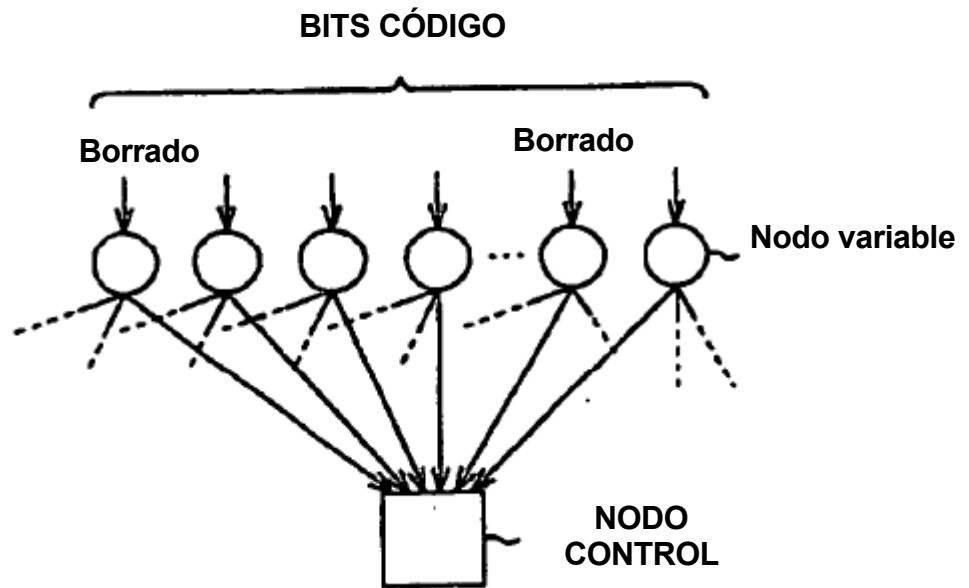 BITS CÓDIGO
Borrado
Borrado
Nodo variable
NODO
CONTROL